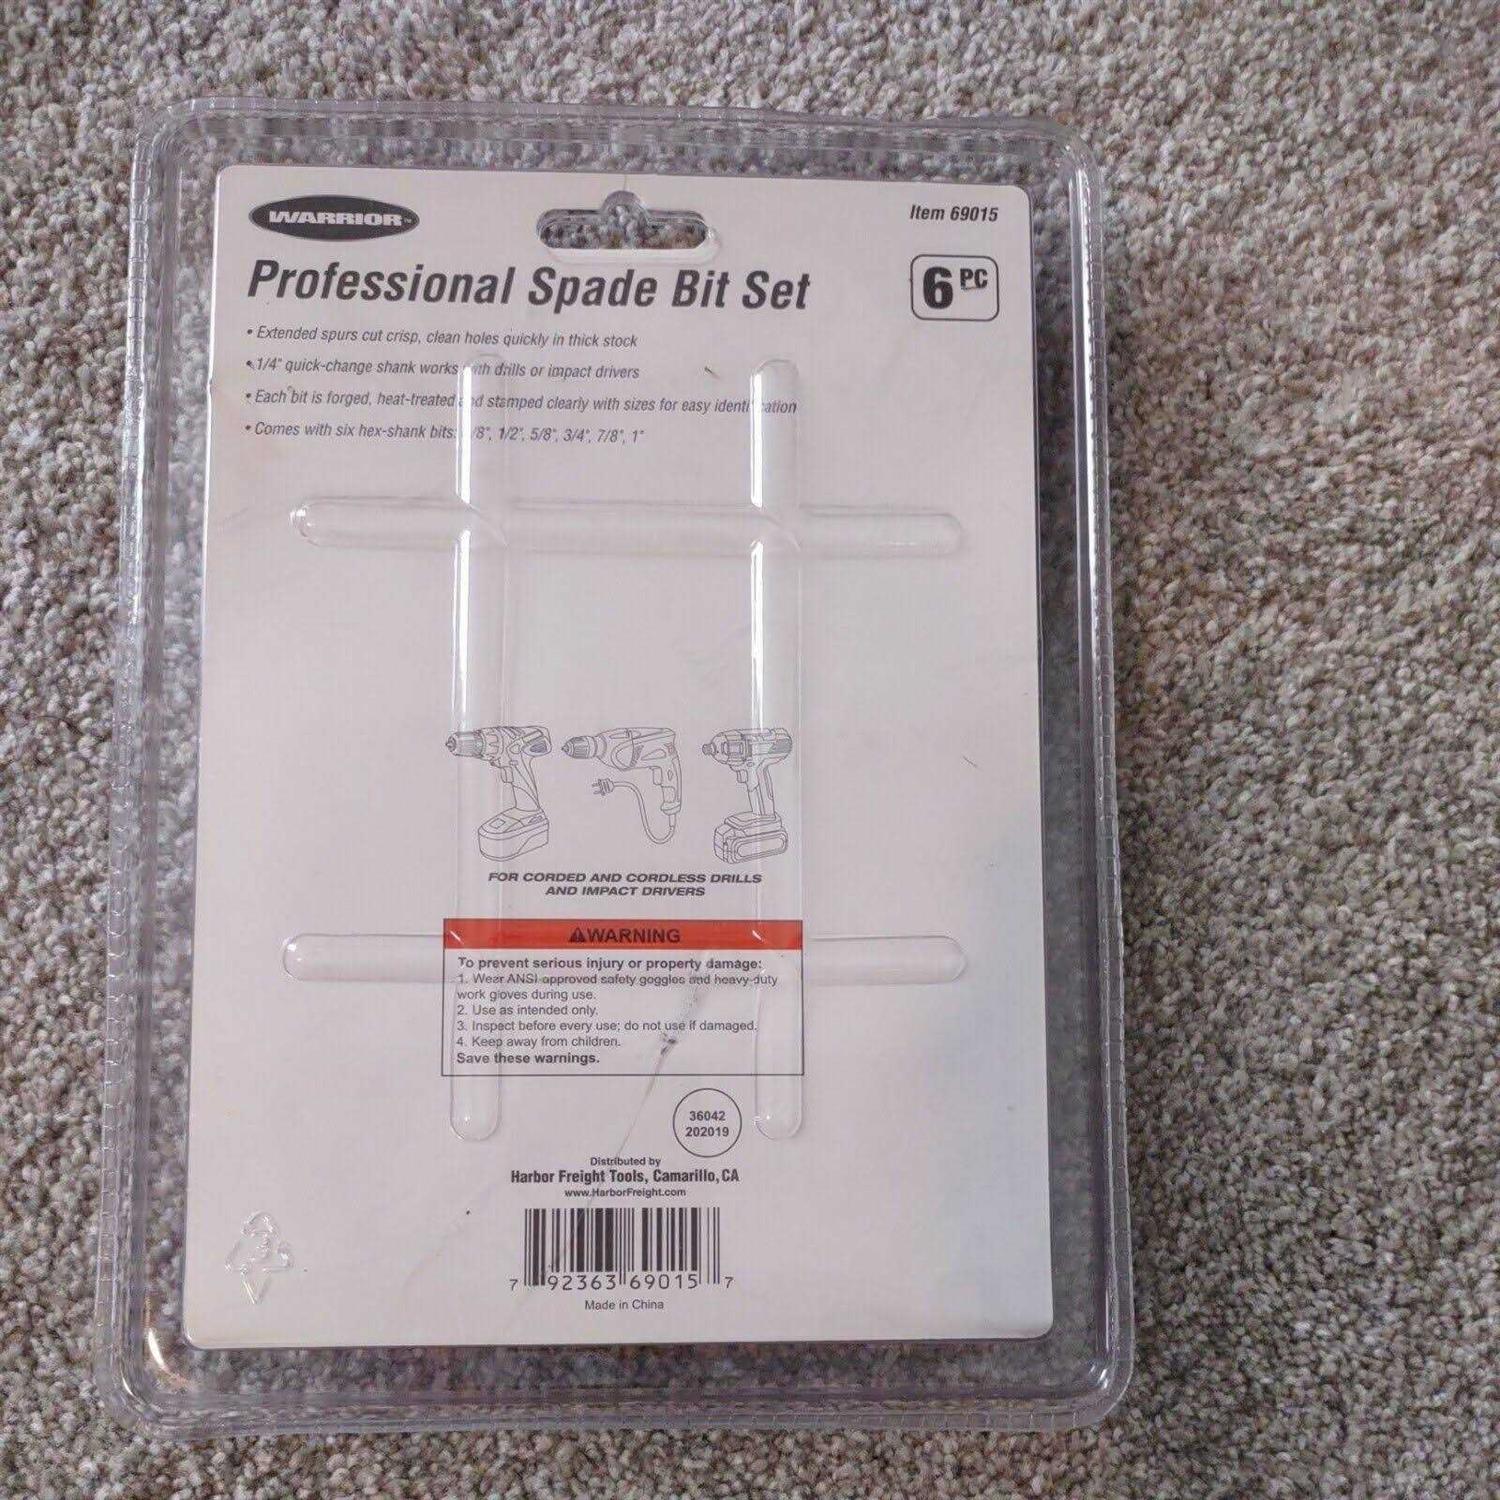 WARRIOR™
Item 69015
Professional Spade Bit Set
6 PC
• Extended spurs cut crisp, clean holes quickly in thick stock
• 1/4" quick-change shank works with drills or impact drivers
• Each bit is forged, heat-treated and stamped clearly with sizes for easy identification
• Comes with six hex-shank bits: /8", 1/2", 5/8", 3/4", 7/8", 1"
FOR CORDED AND CORDLESS DRILLS
AND IMPACT DRIVERS
⚠WARNING
To prevent serious injury or property damage:
1. Wear ANSI-approved safety goggles and heavy-duty
work gloves during use.
2. Use as intended only.
3. Inspect before every use; do not use if damaged.
4. Keep away from children.
Save these warnings.
36042
202019
Distributed by
Harbor Freight Tools, Camarillo, CA
www.HarborFreight.com
7 92363 69015 7
Made in China